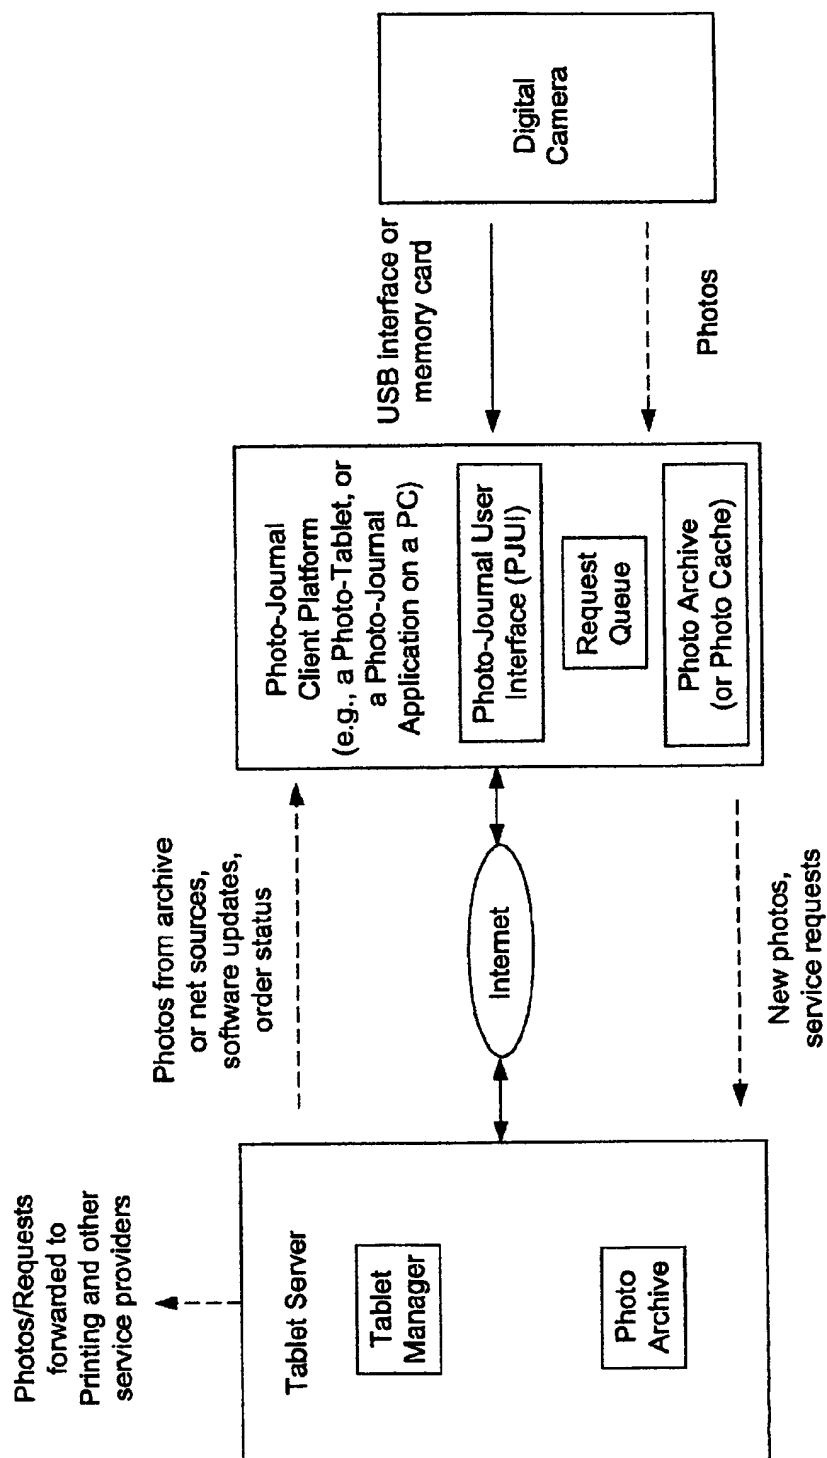 Photos/Requests
forwarded to
Printing and other
service providers
Tablet Server
Tablet
Manager
Photo
Archive
Photos from archive
or net sources,
software updates,
order status
Internet
New photos,
service requests
Photo-Journal
Client Platform
(e.g., a Photo-Tablet, or
a Photo-Journal
Application on a PC)
Photo-Journal User
Interface (PJUI)
Request
Queue
Photo Archive
(or Photo Cache)
USB interface or
memory card
Photos
Digital
Camera